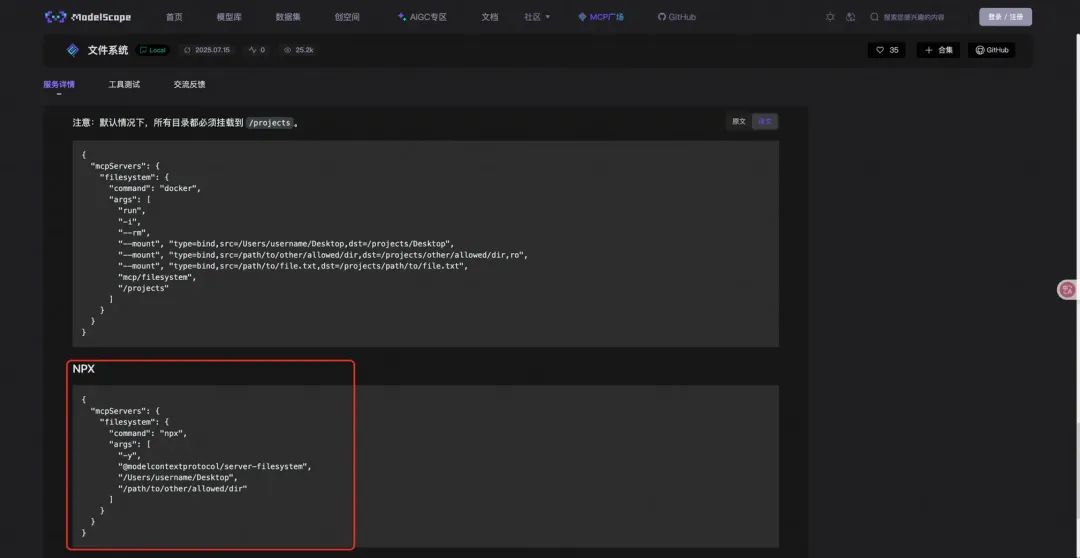 ModelScope 首页 模型库 数据集 创空间 AIGC专区 文档 社区 MCP广场 GitHub 搜索您感兴趣的内容 登录 / 注册
文件系统 Local 2025.07.15 0 25.2k 35 合集 GitHub
服务详情 工具测试 交流反馈
注意：默认情况下，所有目录都必须挂载到 /projects 。 原文 译文
{
"mcpServers": {
"filesystem": {
"command": "docker",
"args": [
"run",
"-i",
"--rm",
"--mount", "type=bind,src=/Users/username/Desktop,dst=/projects/Desktop",
"--mount", "type=bind,src=/path/to/other/allowed/dir,dst=/projects/other/allowed/dir,ro",
"--mount", "type=bind,src=/path/to/file.txt,dst=/projects/path/to/file.txt",
"mcp/filesystem",
"/projects"
]
}
}
}
NPX
{
"mcpServers": {
"filesystem": {
"command": "npx",
"args": [
"-y",
"@modelcontextprotocol/server-filesystem",
"/Users/username/Desktop",
"/path/to/other/allowed/dir"
]
}
}
}